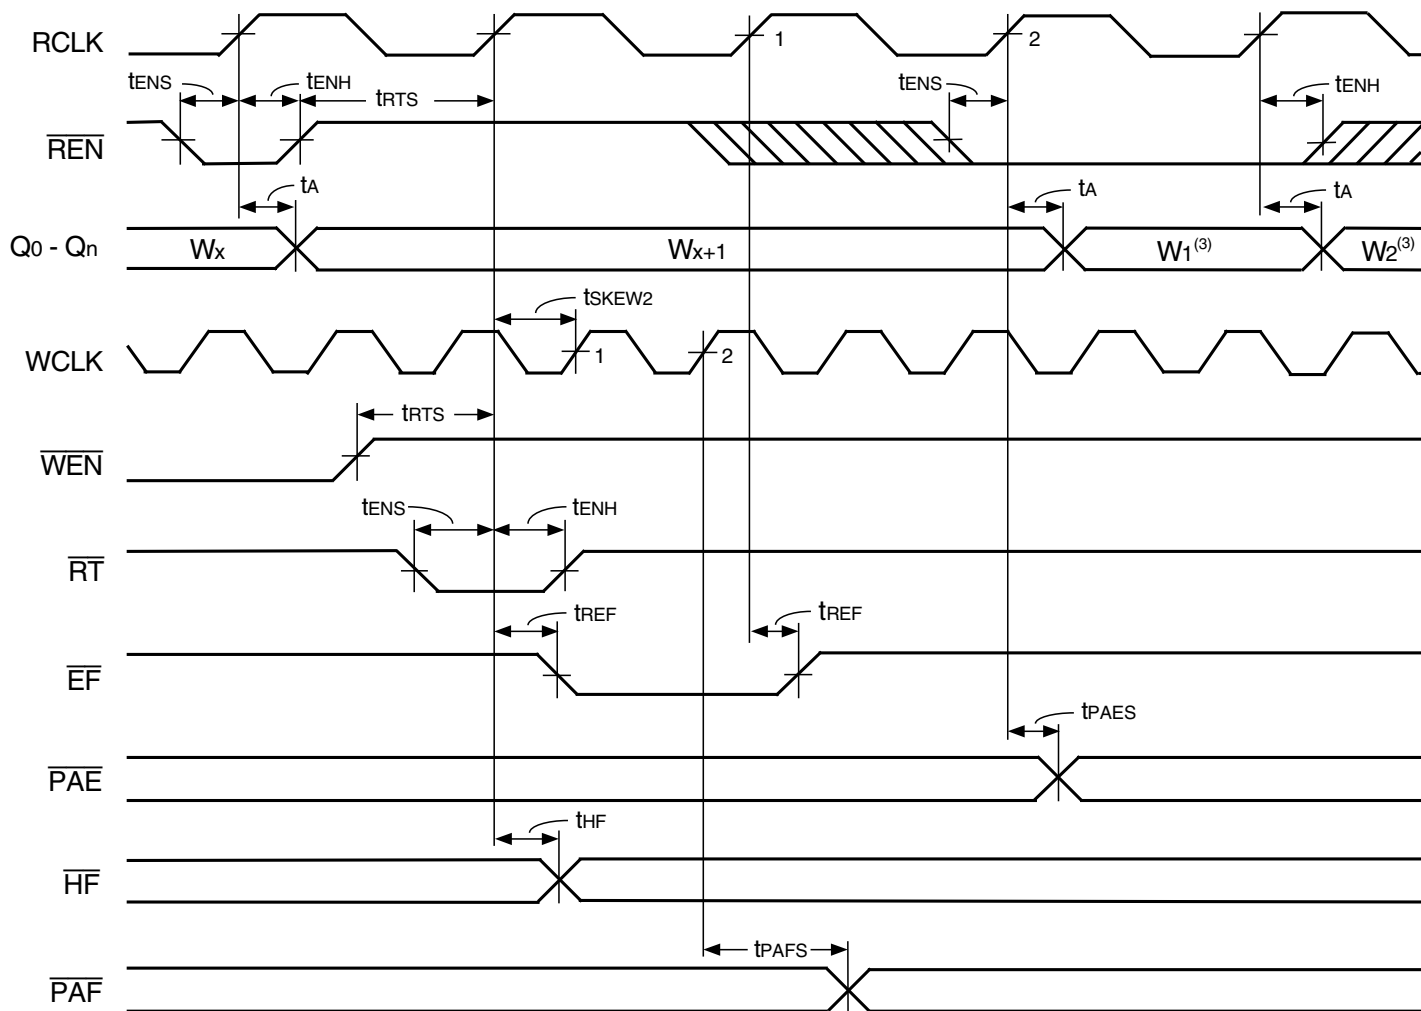 RCLK 1 2
tENS tENH tRTS tENS tENH
REN
tA tA tA
Q0 - Qn Wx Wx+1 W1(3) W2(3)
tSKEW2
WCLK 1 2
tRTS
WEN
tENS tENH
RT
tREF tREF
EF
tPAES
PAE
tHF
HF
tPAFS
PAF